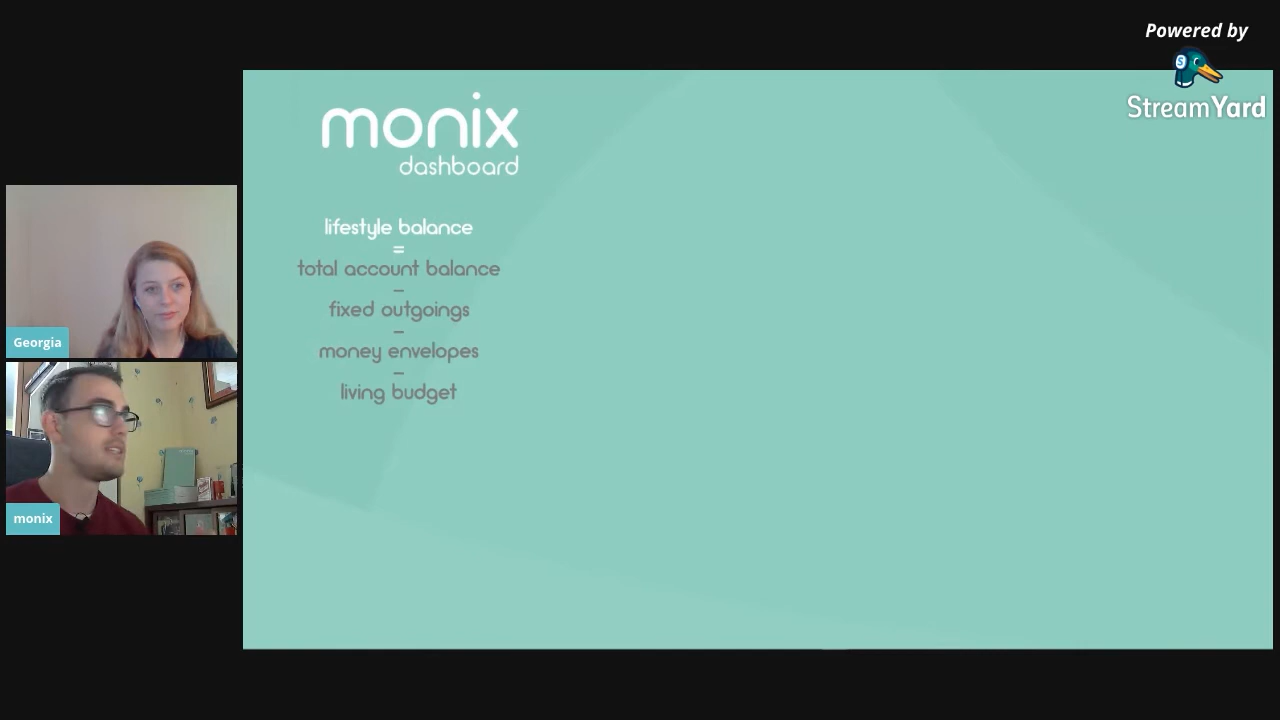 Powered by
StreamYard
monix
dashboard
lifestyle balance
=
total account balance
–
fixed outgoings
–
money envelopes
–
living budget
Georgia
monix